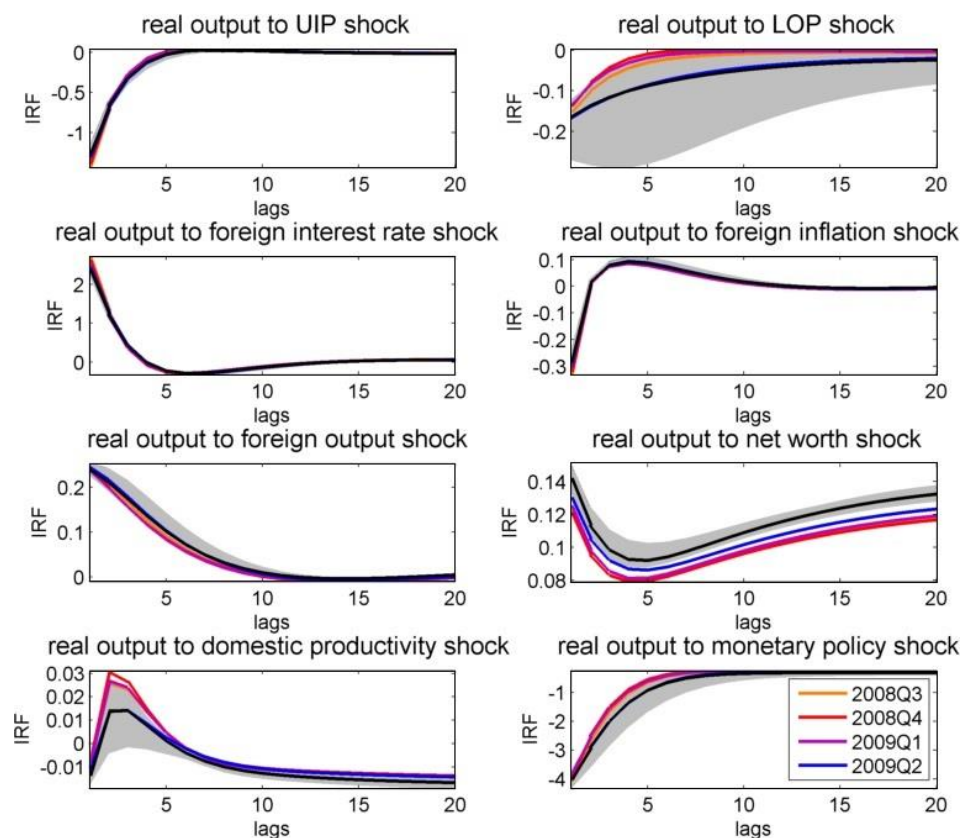 real output to UIP shock
0
-0.5
-1
IRF
5 10 15 20
lags
real output to LOP shock
0
-0.1
-0.2
IRF
5 10 15 20
lags
real output to foreign interest rate shock
2
1
0
IRF
5 10 15 20
lags
real output to foreign inflation shock
0.1
0
-0.1
-0.2
-0.3
IRF
5 10 15 20
lags
real output to foreign output shock
0.2
0.1
0
IRF
5 10 15 20
lags
real output to net worth shock
0.14
0.12
0.1
0.08
IRF
5 10 15 20
lags
real output to domestic productivity shock
0.03
0.02
0.01
0
-0.01
IRF
5 10 15 20
lags
real output to monetary policy shock
-1
-2
-3
-4
IRF
5 10 15 20
lags
2008Q3
2008Q4
2009Q1
2009Q2